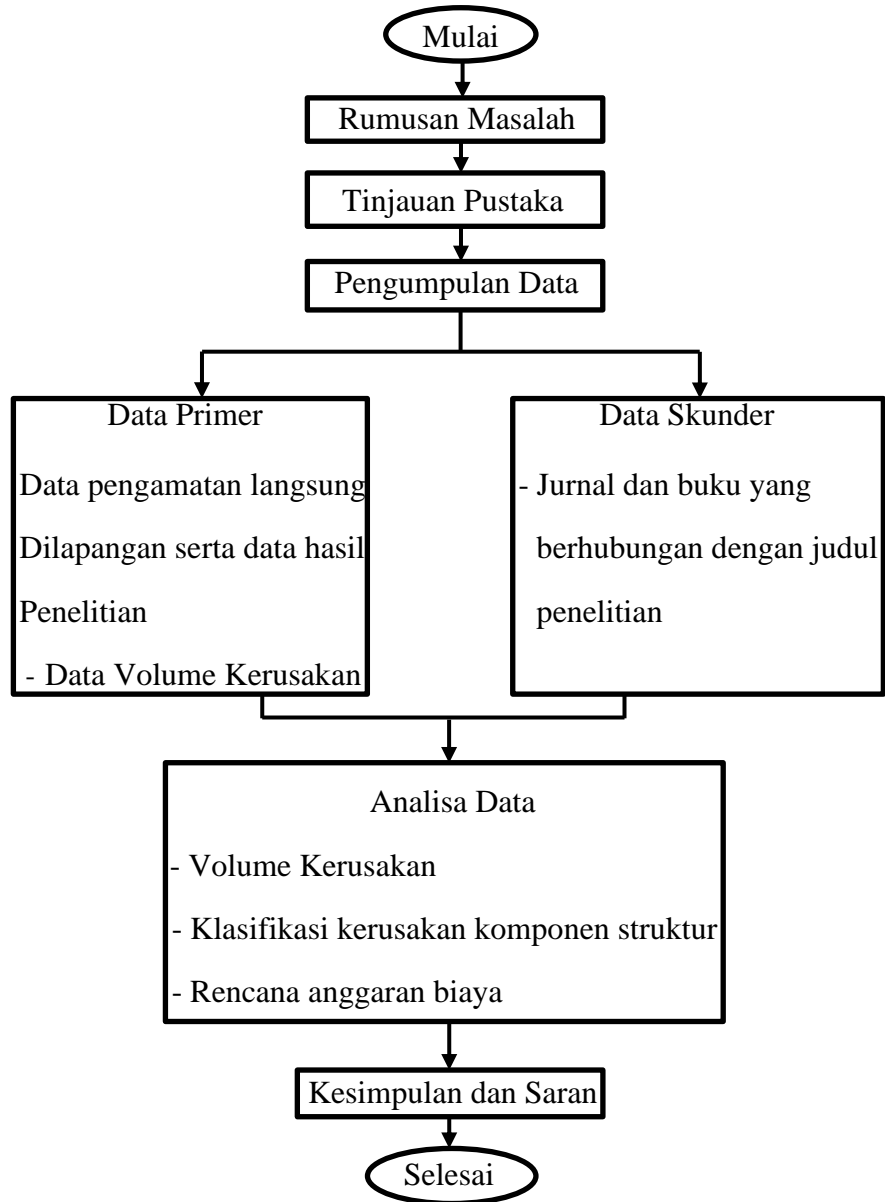 Mulai
Rumusan Masalah
Tinjauan Pustaka
Pengumpulan Data
Data Primer
Data pengamatan langsung
Dilapangan serta data hasil
Penelitian
- Data Volume Kerusakan
Data Skunder
- Jurnal dan buku yang
berhubungan dengan judul
penelitian
Analisa Data
- Volume Kerusakan
- Klasifikasi kerusakan komponen struktur
- Rencana anggaran biaya
Kesimpulan dan Saran
Selesai